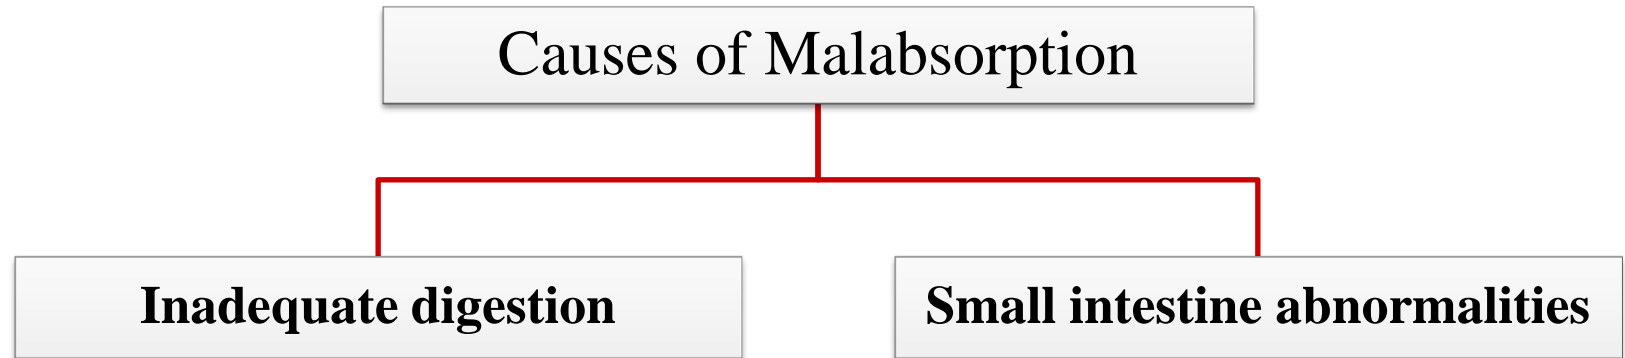 Causes of Malabsorption
Inadequate digestion
Small intestine abnormalities